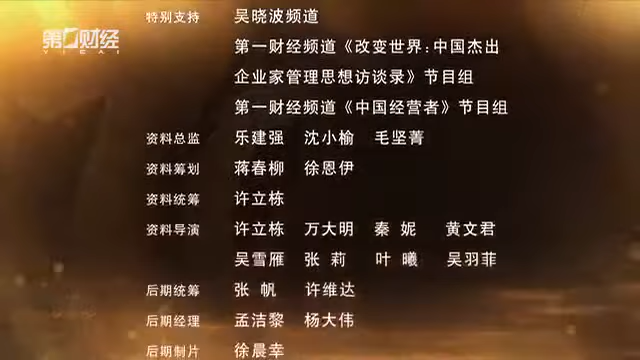 特别支持 吴晓波频道
第一财经
YICAI
第一财经频道《改变世界:中国杰出
企业家管理思想访谈录》节目组
第一财经频道《中国经营者》节目组
资料总监 乐建强 沈小榆 毛坚菁
资料筹划 蒋春柳 徐恩伊
资料统筹 许立栋
资料导演 许立栋 万大明 秦妮 黄文君
吴雪雁 张莉 叶曦 吴羽菲
后期统筹 张帆 许维达
后期经理 孟洁黎 杨大伟
后期制片 徐晨幸